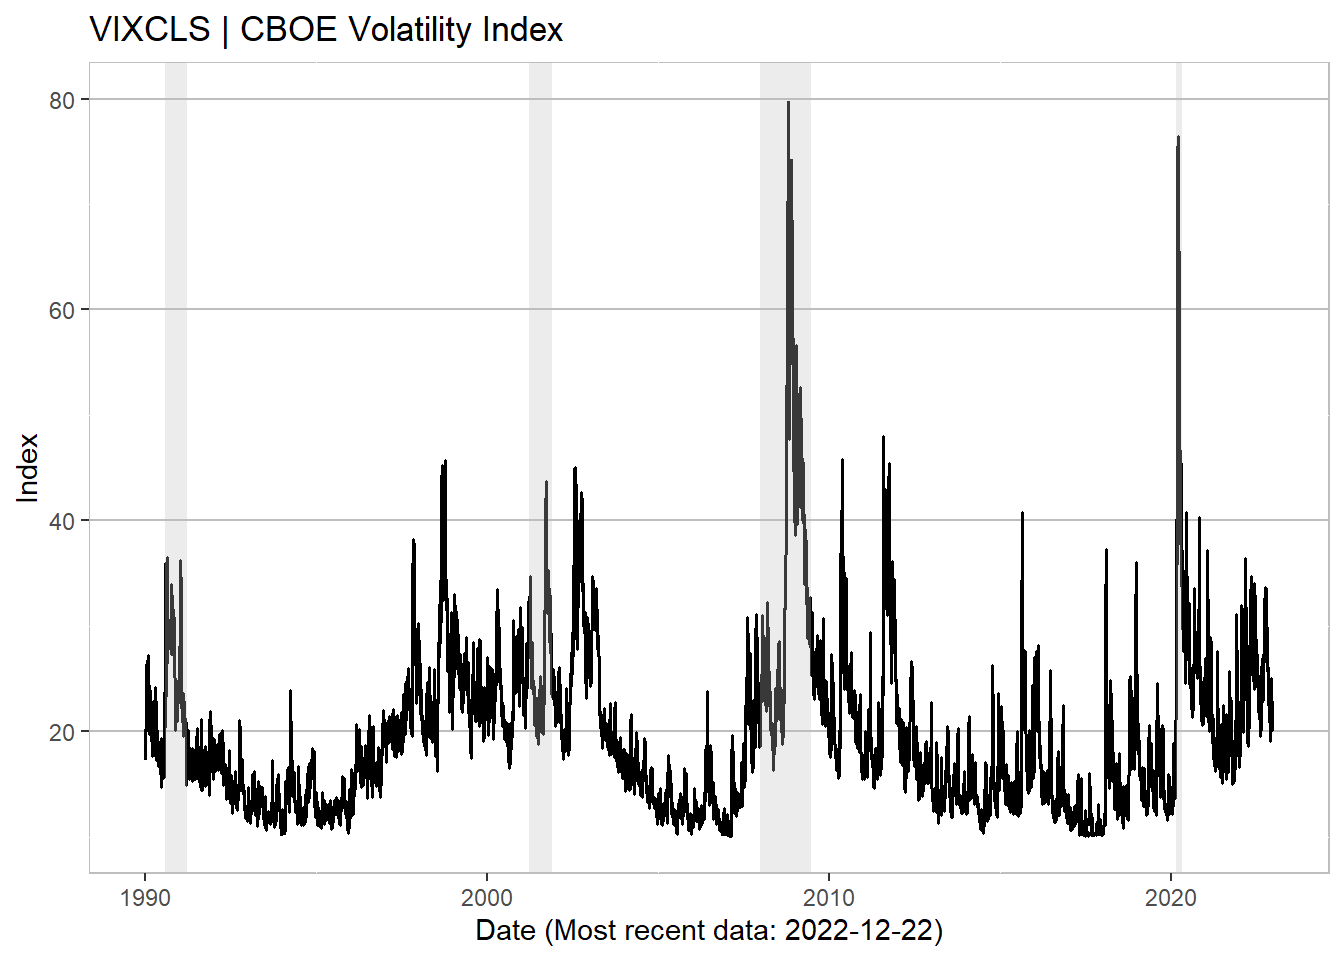 VIXCLS | CBOE Volatility Index
80
60
40
20
Index
1990 2000 2010 2020
Date (Most recent data: 2022-12-22)